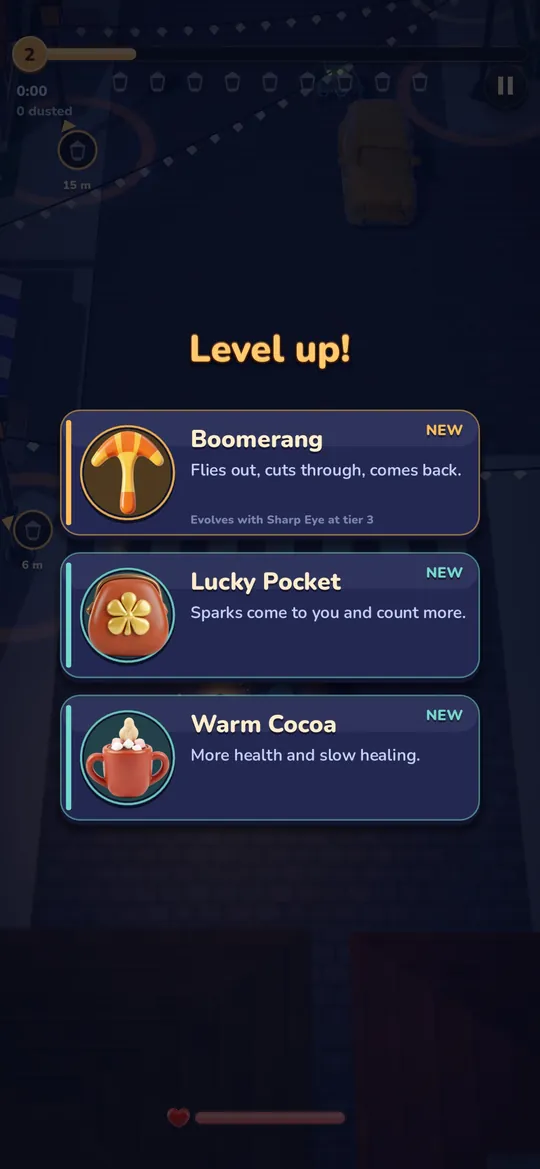 2
0:00
0 dusted
15 m
Level up!
Boomerang
NEW
Flies out, cuts through, comes back.
Evolves with Sharp Eye at tier 3
Lucky Pocket
NEW
Sparks come to you and count more.
6 m
Warm Cocoa
NEW
More health and slow healing.